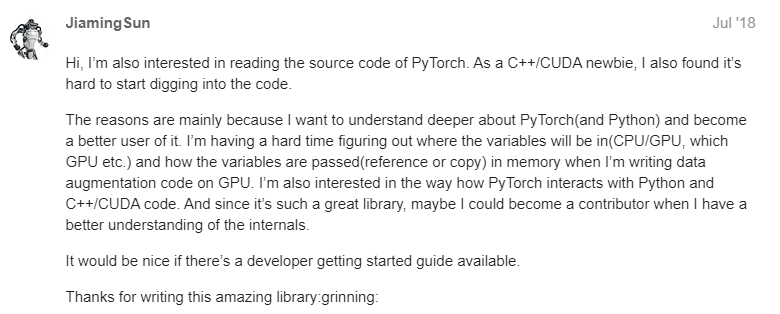 JiamingSun
Jul '18
Hi, I'm also interested in reading the source code of PyTorch. As a C++/CUDA newbie, I also found it's
hard to start digging into the code.
The reasons are mainly because I want to understand deeper about PyTorch(and Python) and become
a better user of it. I'm having a hard time figuring out where the variables will be in(CPU/GPU, which
GPU etc.) and how the variables are passed(reference or copy) in memory when I'm writing data
augmentation code on GPU. I'm also interested in the way how PyTorch interacts with Python and
C++/CUDA code. And since it's such a great library, maybe I could become a contributor when I have a
better understanding of the internals.
It would be nice if there's a developer getting started guide available.
Thanks for writing this amazing library:grinning: